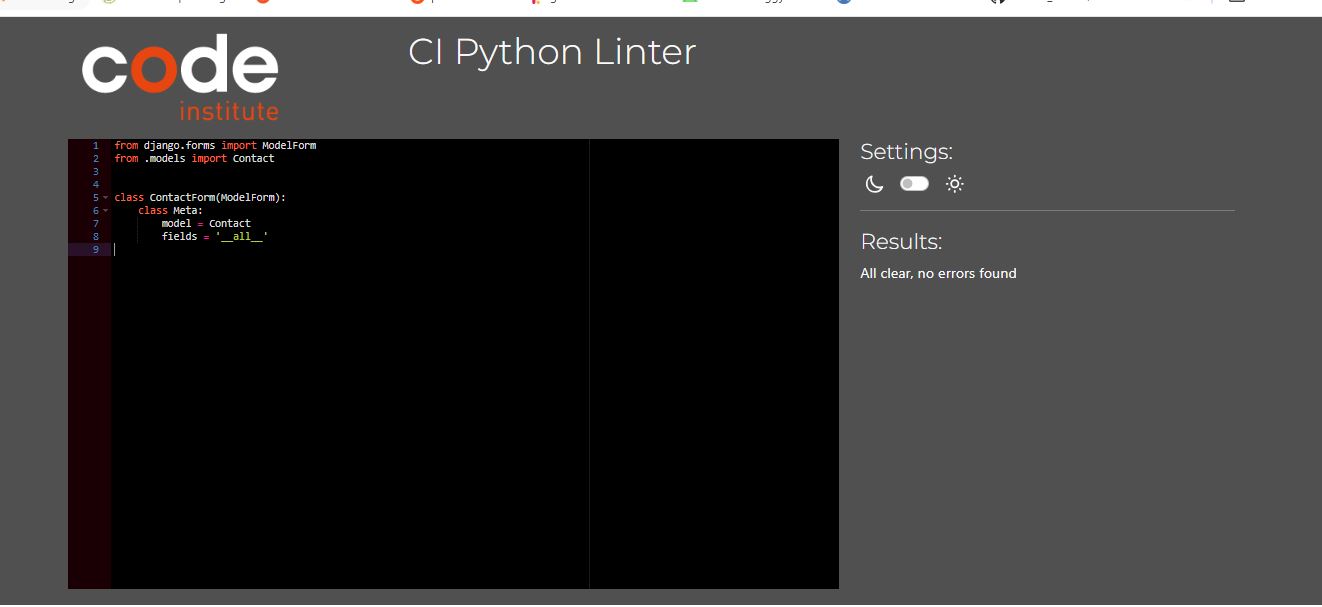 code
institute
CI Python Linter
1 from django.forms import ModelForm
2 from .models import Contact
3
4
5 class ContactForm(ModelForm):
6     class Meta:
7         model = Contact
8         fields = '__all__'
9
Settings:
Results:
All clear, no errors found